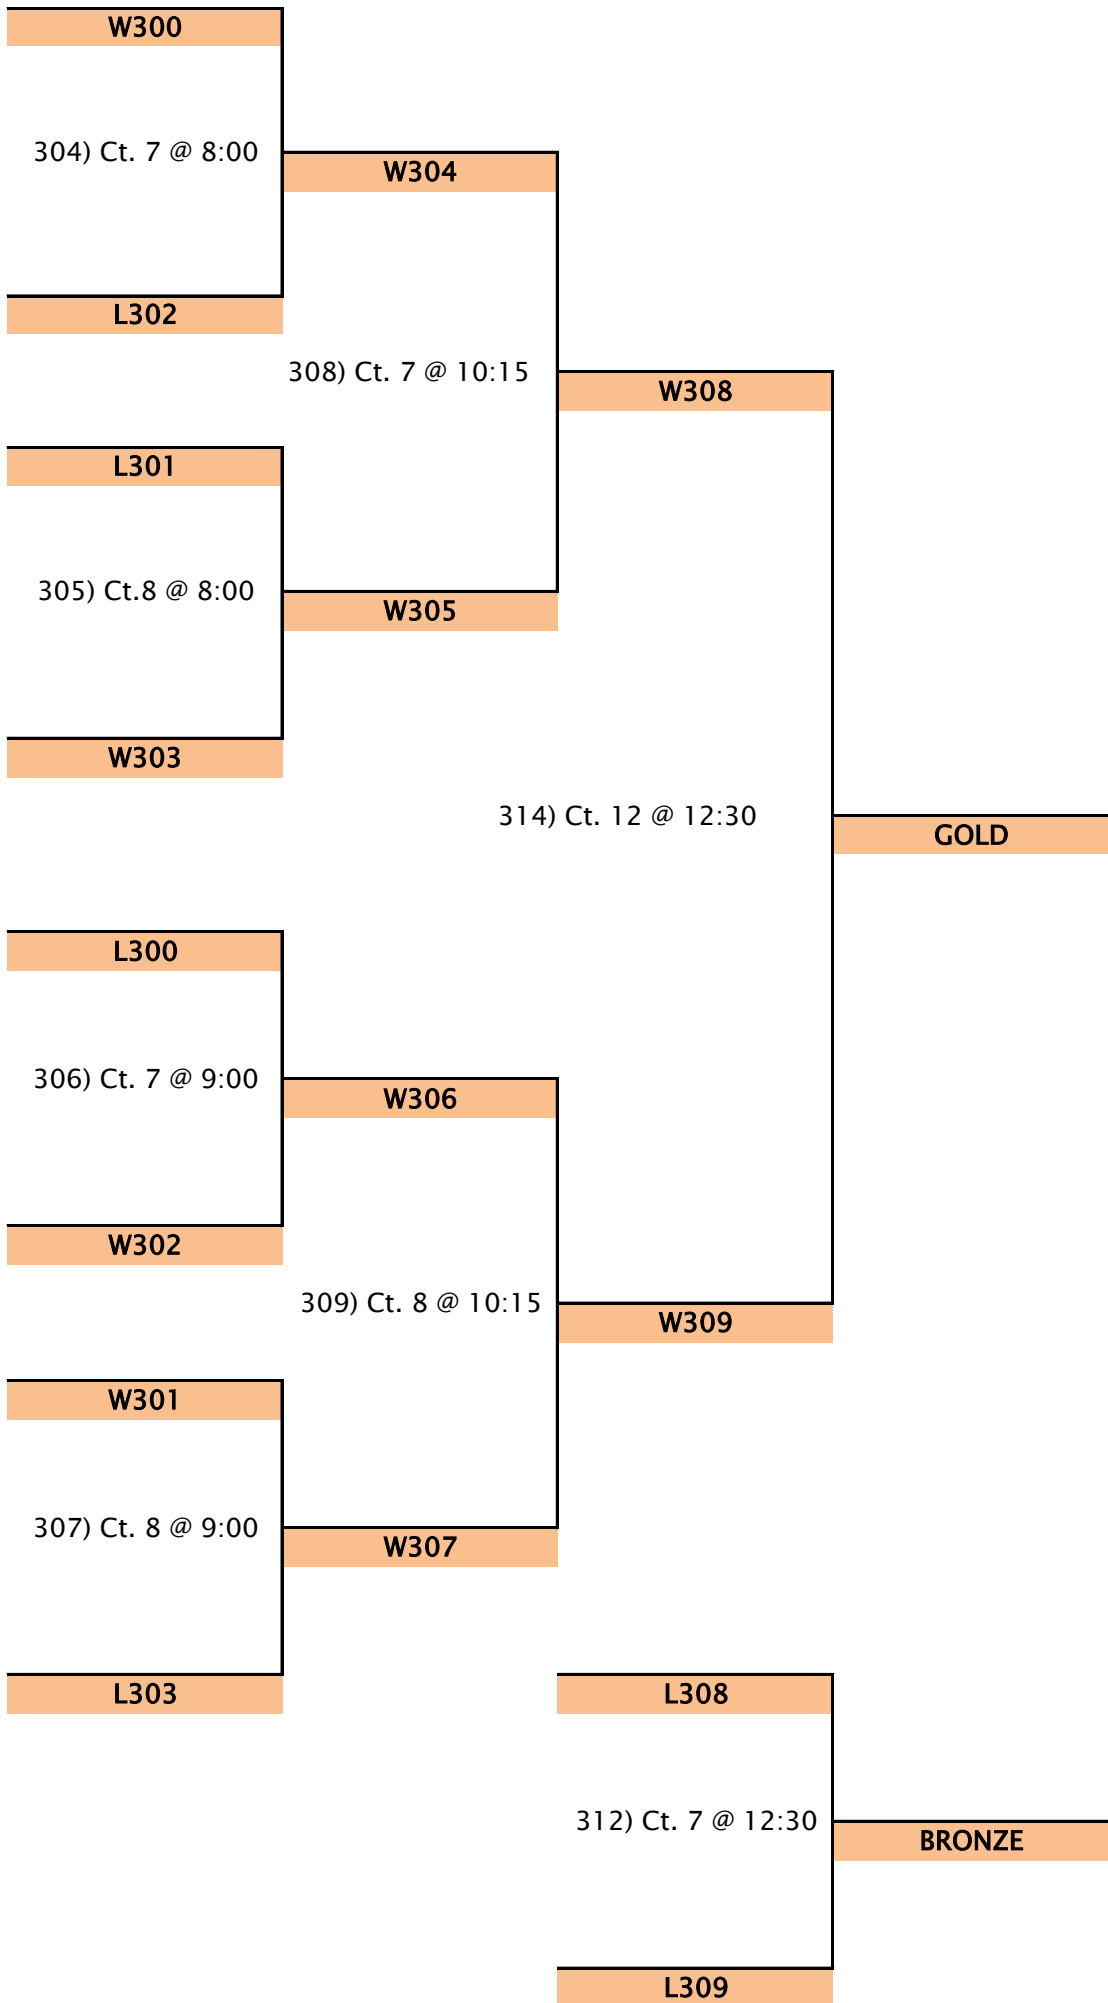 W300
304) Ct. 7 @ 8:00
W304
L302
308) Ct. 7 @ 10:15
W308
L301
305) Ct.8 @ 8:00
W305
W303
314) Ct. 12 @ 12:30
GOLD
L300
306) Ct. 7 @ 9:00
W306
W302
309) Ct. 8 @ 10:15
W309
W301
307) Ct. 8 @ 9:00
W307
L303
L308
312) Ct. 7 @ 12:30
BRONZE
L309